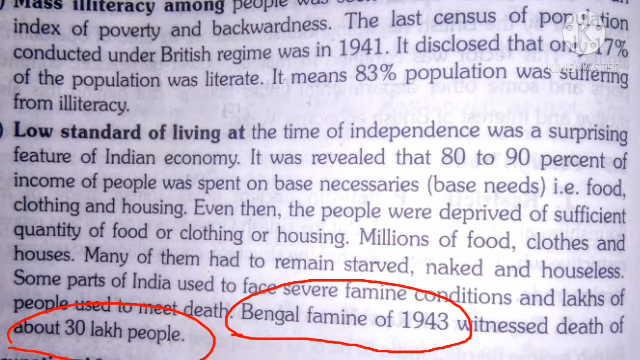 Mass illiteracy among people was
index of poverty and backwardness. The last census of population
conducted under British regime was in 1941. It disclosed that only 17%
of the population was literate. It means 83% population was suffering
from illiteracy.
) Low standard of living at the time of independence was a surprising
feature of Indian economy. It was revealed that 80 to 90 percent of
income of people was spent on base necessaries (base needs) i.e. food,
clothing and housing. Even then, the people were deprived of sufficient
quantity of food or clothing or housing. Millions of food, clothes and
houses. Many of them had to remain starved, naked and houseless.
Some parts of India used to face severe famine conditions and lakhs of
people used to meet death. Bengal famine of 1943 witnessed death of
about 30 lakh people.